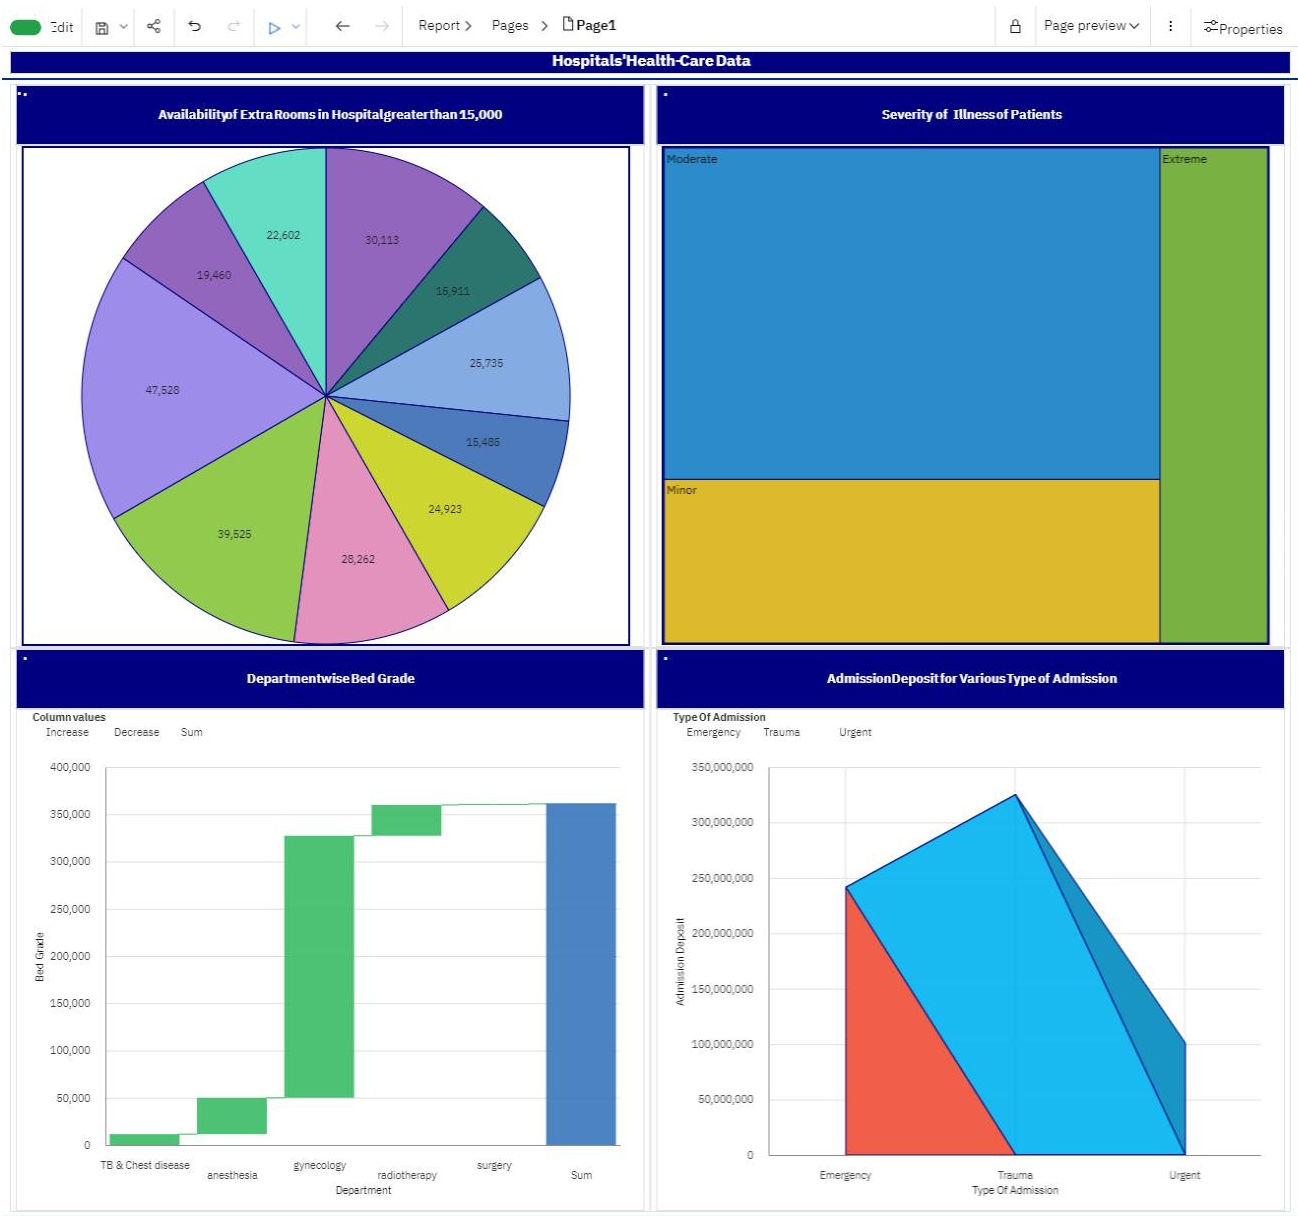 Edit Report Pages Page1 Page preview Properties
Hospitals'Health-Care Data
Availabilityof Extra Rooms in Hospitalgreaterthan 15,000
Severity of Illness of Patients
22,602
30,113
19,460
15,911
25,735
47,528
15,485
24,923
39,525
28,262
Moderate
Extreme
Minor
Departmentwise Bed Grade
Column values
Increase Decrease Sum
400,000
350,000
300,000
250,000
200,000
150,000
100,000
50,000
0
Bed Grade
TB & Chest disease
anesthesia
gynecology
radiotherapy
surgery
Sum
Department
AdmissionDeposit for Various Type of Admission
Type Of Admission
Emergency Trauma Urgent
350,000,000
300,000,000
250,000,000
200,000,000
150,000,000
100,000,000
50,000,000
0
Admission Deposit
Emergency
Trauma
Urgent
Type Of Admission